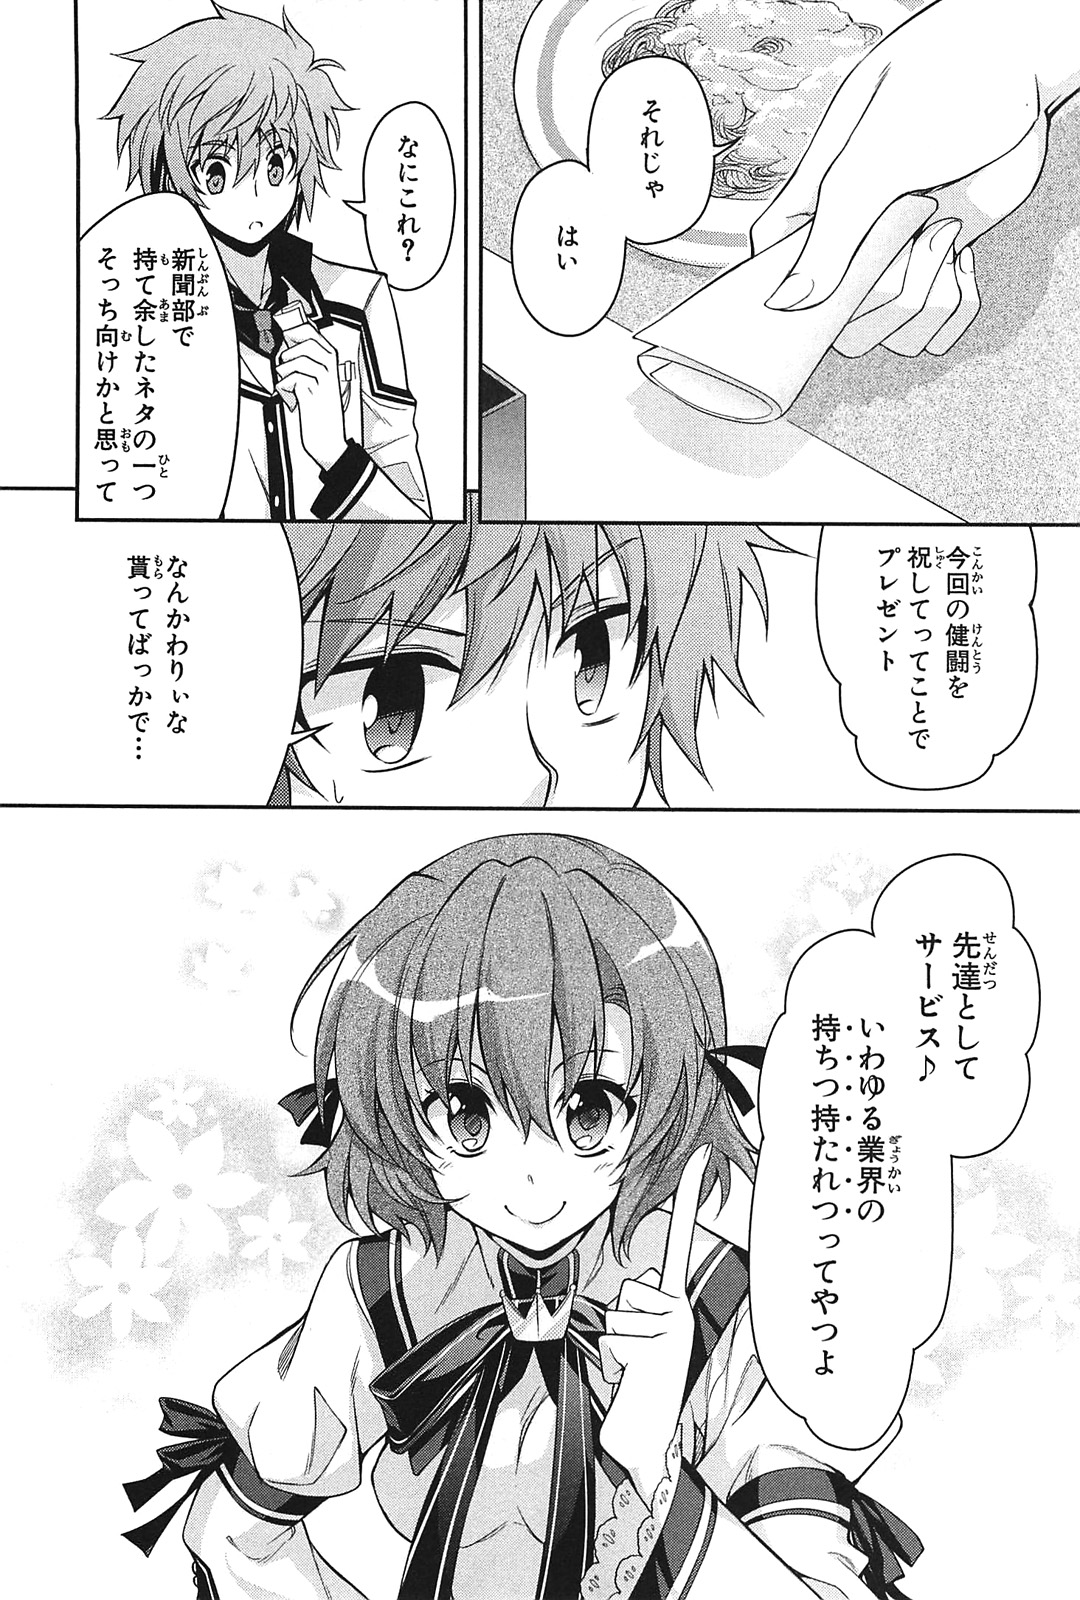 それじゃ
はい
なにこれ？
新聞部で
持て余したネタの一つ
そっち向けかと思って
今回の健闘を
祝してってことで
プレゼント
なんかわりぃな
貰ってばっかで…
先達として
サービス♪
いわゆる業界の
持ちつ持たれつってやつよ